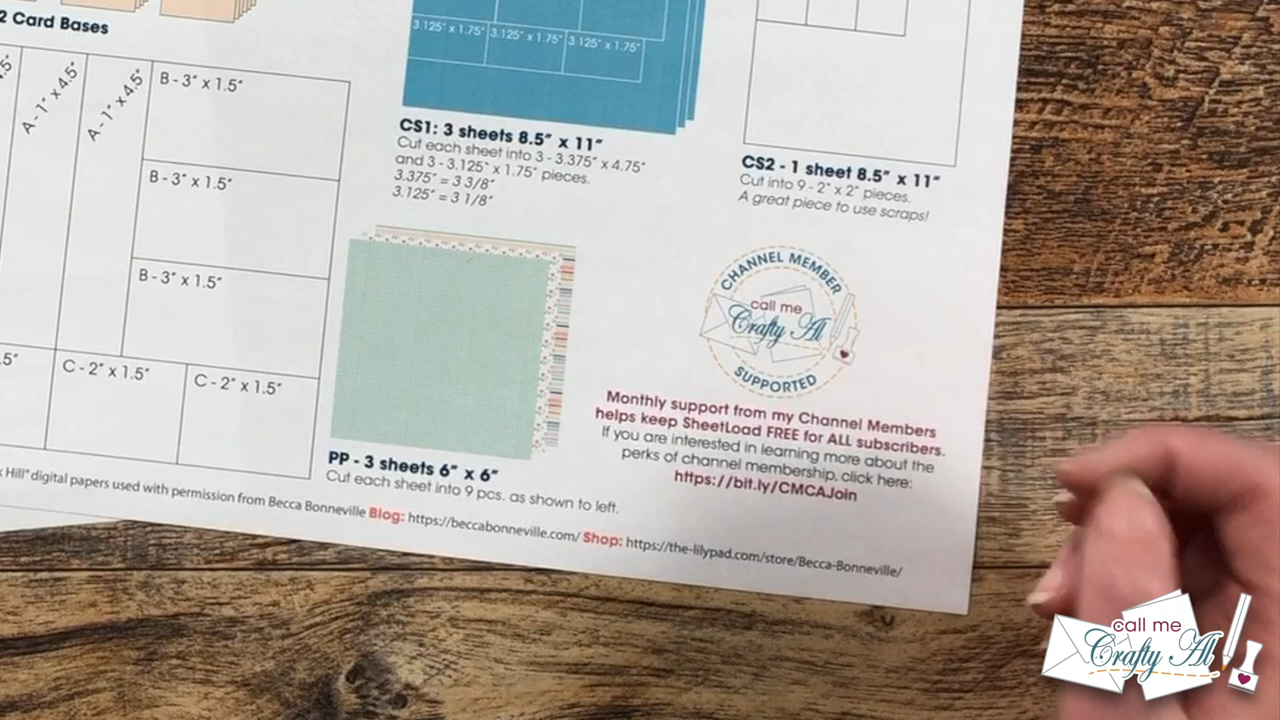 2 Card Bases
A - 1” x 4.5”
A - 1” x 4.5”
B - 3” x 1.5”
B - 3” x 1.5”
B - 3” x 1.5”
C - 2” x 1.5”
C - 2” x 1.5”
3.125” x 1.75”
3.125” x 1.75”
3.125” x 1.75”
CS1: 3 sheets 8.5” x 11”
Cut each sheet into 3 - 3.375” x 4.75”
and 3 - 3.125” x 1.75” pieces.
3.375” = 3 3/8”
3.125” = 3 1/8”
CS2 - 1 sheet 8.5” x 11”
Cut into 9 - 2” x 2” pieces.
A great piece to use scraps!
PP - 3 sheets 6” x 6”
Cut each sheet into 9 pcs. as shown to left.
CHANNEL MEMBER
call me
Crafty Al
SUPPORTED
Monthly support from my Channel Members
helps keep SheetLoad FREE for ALL subscribers.
If you are interested in learning more about the
perks of channel membership, click here:
https://bit.ly/CMCAJoin
Hill” digital papers used with permission from Becca Bonneville Blog: https://beccabonneville.com/ Shop: https://the-lilypad.com/store/Becca-Bonneville/
call me
Crafty Al